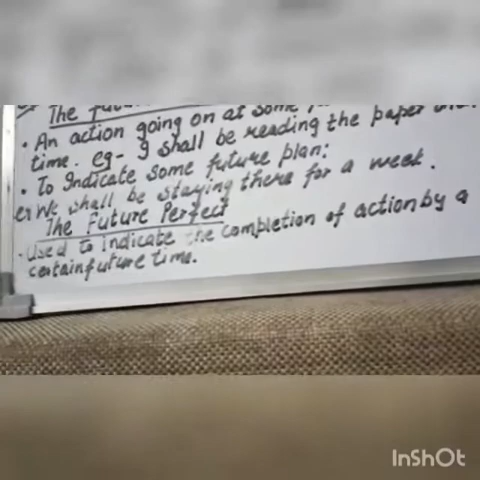 The
• An action going on at some
time. eg- I shall be reading the paper
• To Indicate some future plan:
er We shall be staying there for a week.
The Future Perfect
• Used to indicate the completion of action by a
certain future time.
InShOt